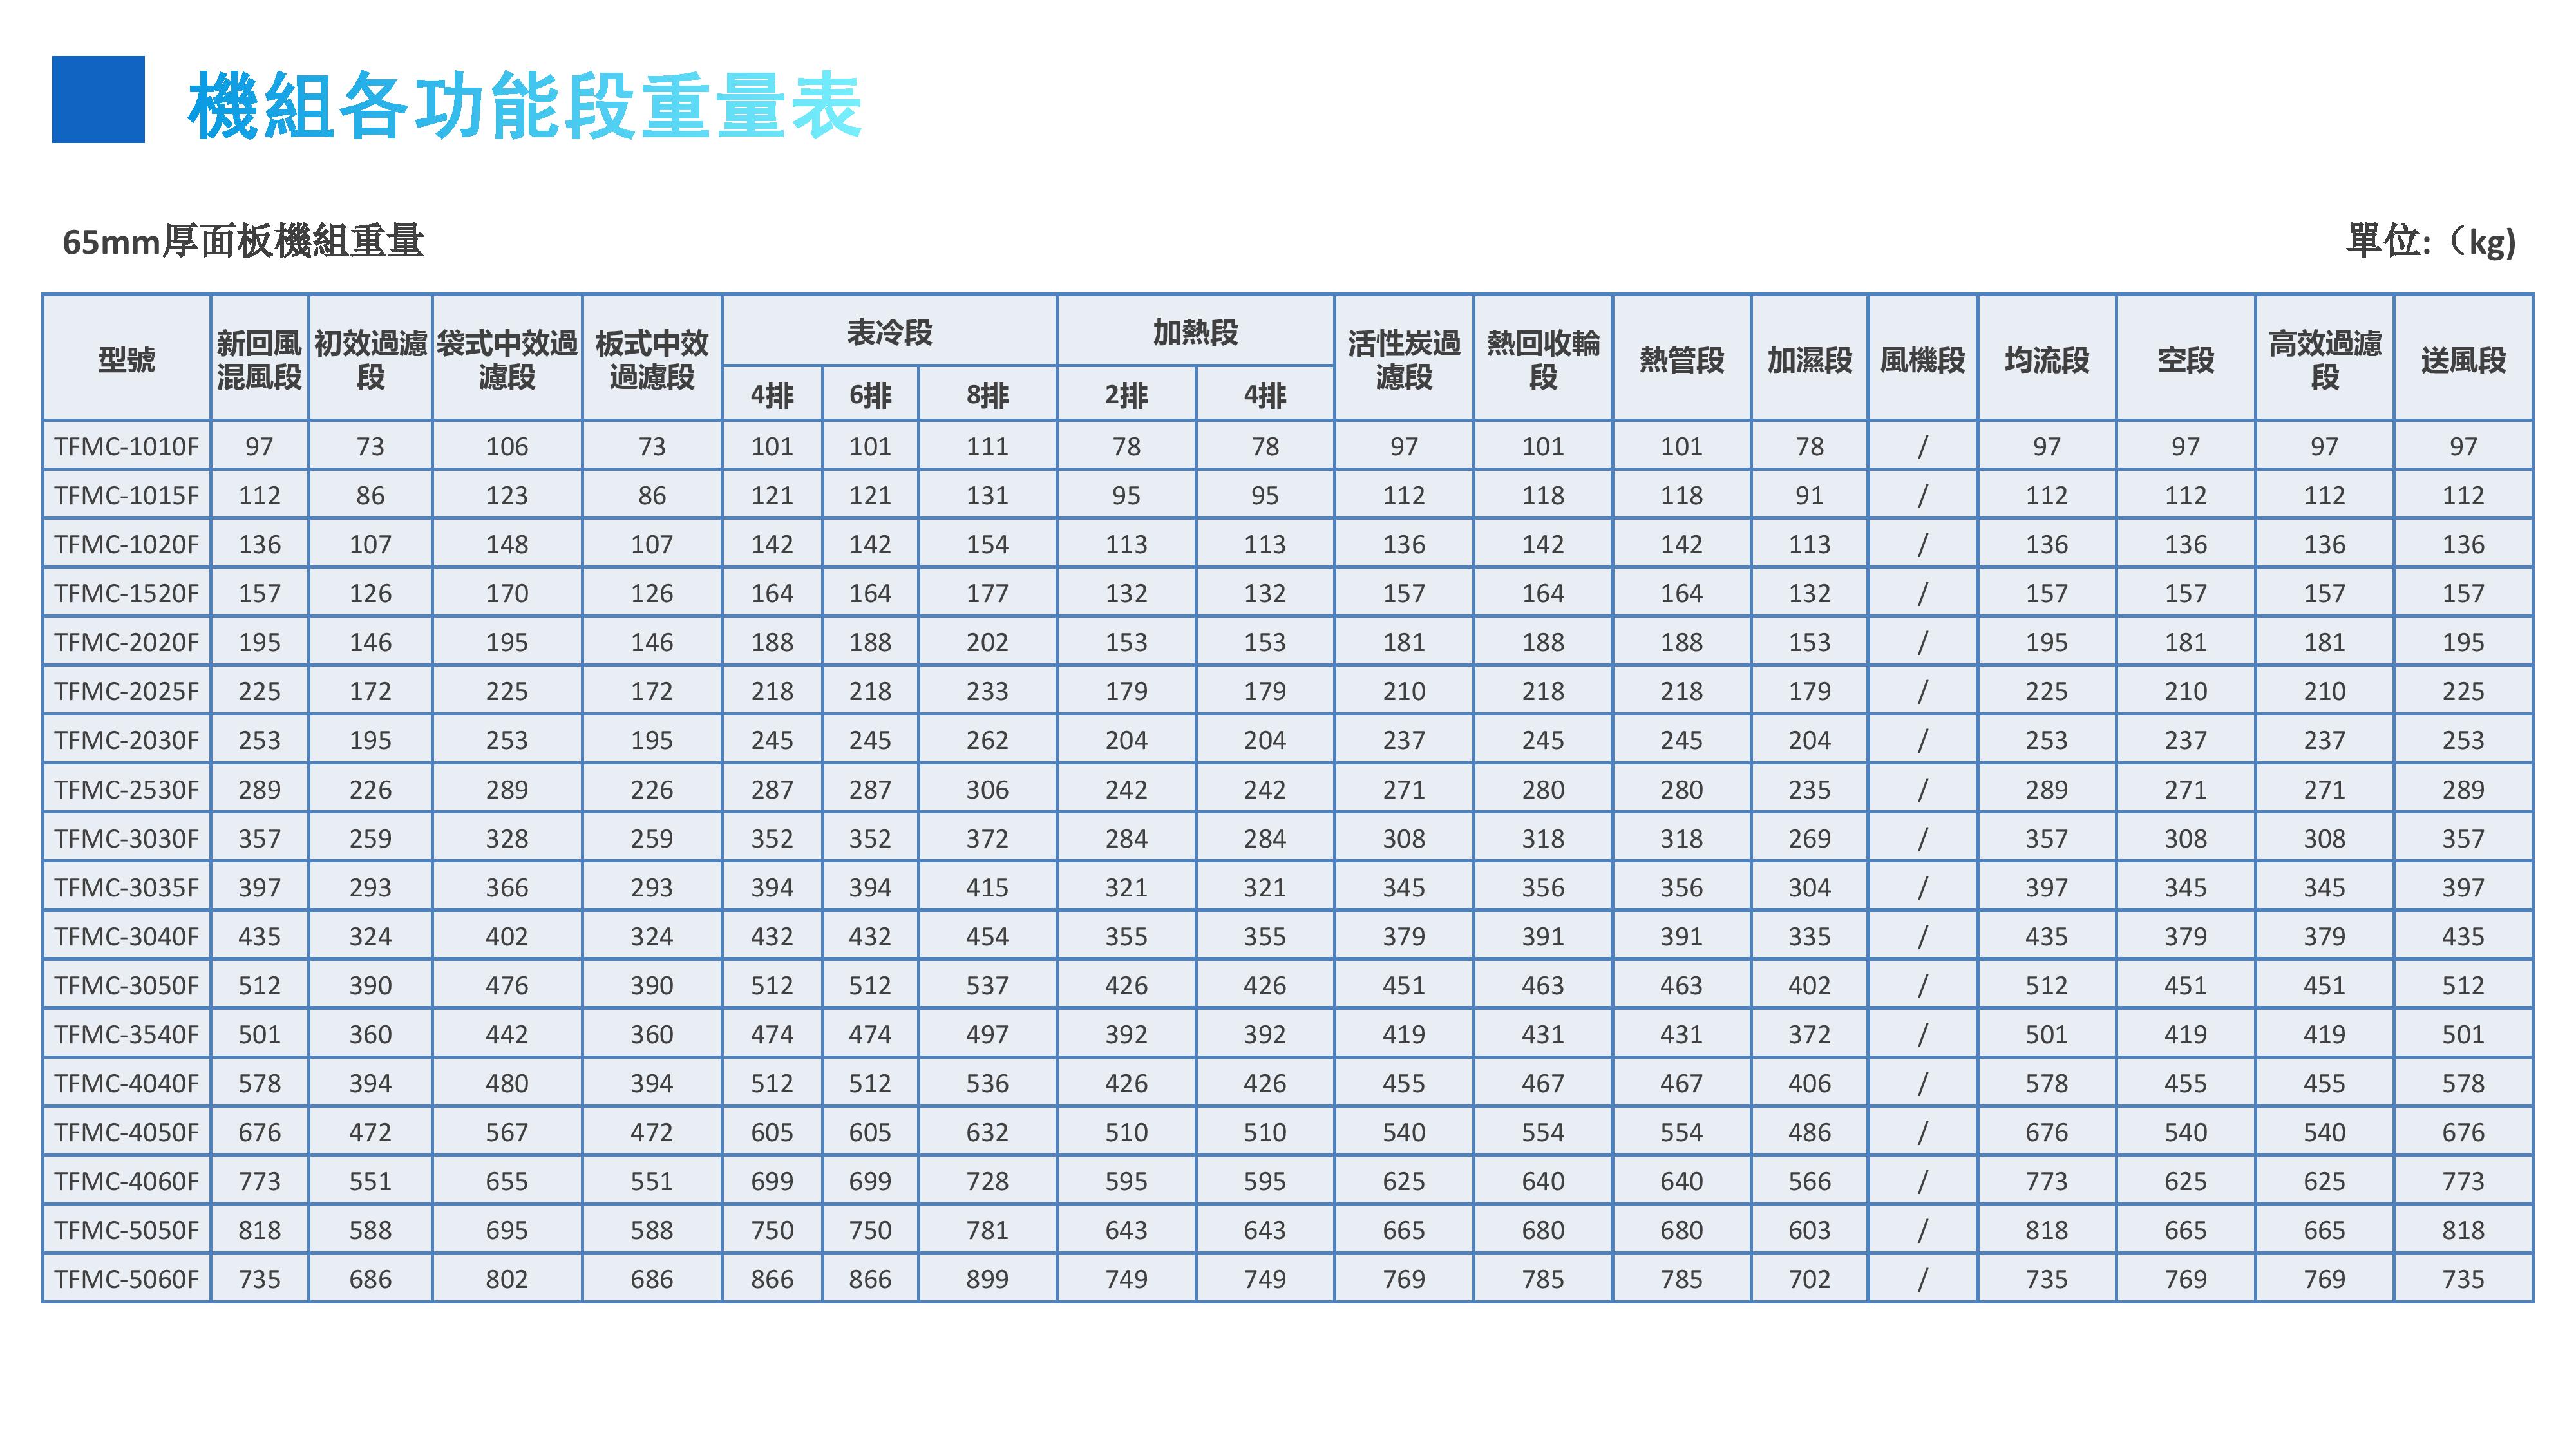 機組各功能段重量表
65mm厚面板機組重量 單位:（kg)
型號 新回風混風段 初效過濾段 袋式中效過濾段 板式中效過濾段 表冷段 加熱段 活性炭過濾段 熱回收輪段 熱管段 加濕段 風機段 均流段 空段 高效過濾段 送風段
4排 6排 8排 2排 4排
TFMC-1010F 97 73 106 73 101 101 111 78 78 97 101 101 78 / 97 97 97 97
TFMC-1015F 112 86 123 86 121 121 131 95 95 112 118 118 91 / 112 112 112 112
TFMC-1020F 136 107 148 107 142 142 154 113 113 136 142 142 113 / 136 136 136 136
TFMC-1520F 157 126 170 126 164 164 177 132 132 157 164 164 132 / 157 157 157 157
TFMC-2020F 195 146 195 146 188 188 202 153 153 181 188 188 153 / 195 181 181 195
TFMC-2025F 225 172 225 172 218 218 233 179 179 210 218 218 179 / 225 210 210 225
TFMC-2030F 253 195 253 195 245 245 262 204 204 237 245 245 204 / 253 237 237 253
TFMC-2530F 289 226 289 226 287 287 306 242 242 271 280 280 235 / 289 271 271 289
TFMC-3030F 357 259 328 259 352 352 372 284 284 308 318 318 269 / 357 308 308 357
TFMC-3035F 397 293 366 293 394 394 415 321 321 345 356 356 304 / 397 345 345 397
TFMC-3040F 435 324 402 324 432 432 454 355 355 379 391 391 335 / 435 379 379 435
TFMC-3050F 512 390 476 390 512 512 537 426 426 451 463 463 402 / 512 451 451 512
TFMC-3540F 501 360 442 360 474 474 497 392 392 419 431 431 372 / 501 419 419 501
TFMC-4040F 578 394 480 394 512 512 536 426 426 455 467 467 406 / 578 455 455 578
TFMC-4050F 676 472 567 472 605 605 632 510 510 540 554 554 486 / 676 540 540 676
TFMC-4060F 773 551 655 551 699 699 728 595 595 625 640 640 566 / 773 625 625 773
TFMC-5050F 818 588 695 588 750 750 781 643 643 665 680 680 603 / 818 665 665 818
TFMC-5060F 735 686 802 686 866 866 899 749 749 769 785 785 702 / 735 769 769 735